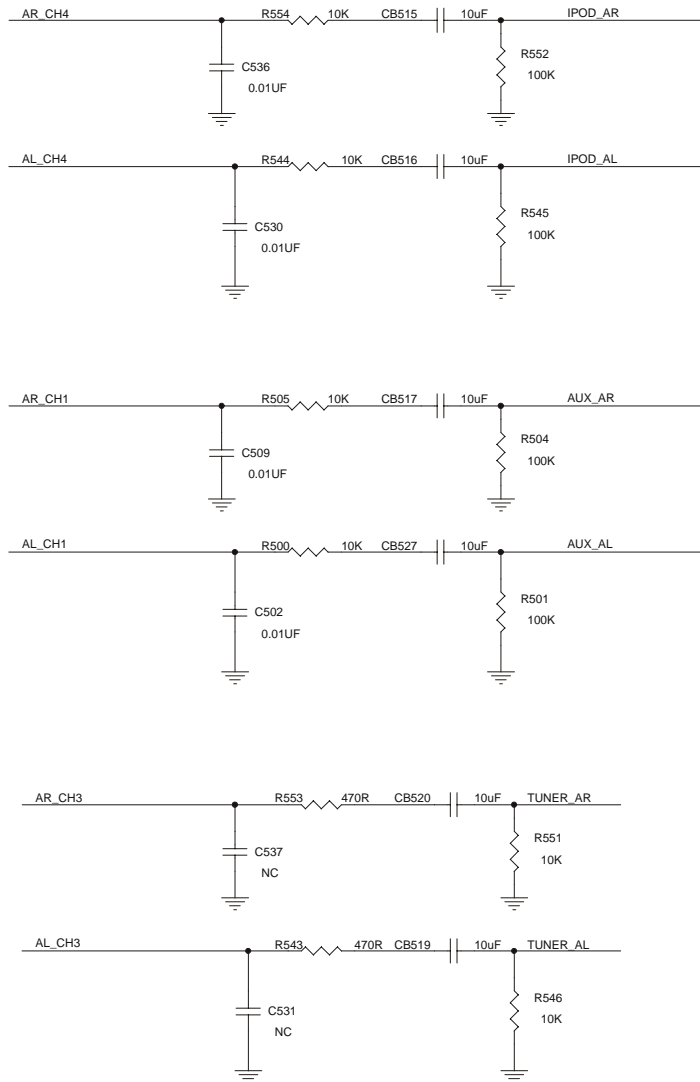 AR_CH4 R554 10K CB515 10uF IPOD_AR
C536
0.01UF
R552
100K
AL_CH4 R544 10K CB516 10uF IPOD_AL
C530
0.01UF
R545
100K
AR_CH1 R505 10K CB517 10uF AUX_AR
C509
0.01UF
R504
100K
AL_CH1 R500 10K CB527 10uF AUX_AL
C502
0.01UF
R501
100K
AR_CH3 R553 470R CB520 10uF TUNER_AR
C537
NC
R551
10K
AL_CH3 R543 470R CB519 10uF TUNER_AL
C531
NC
R546
10K